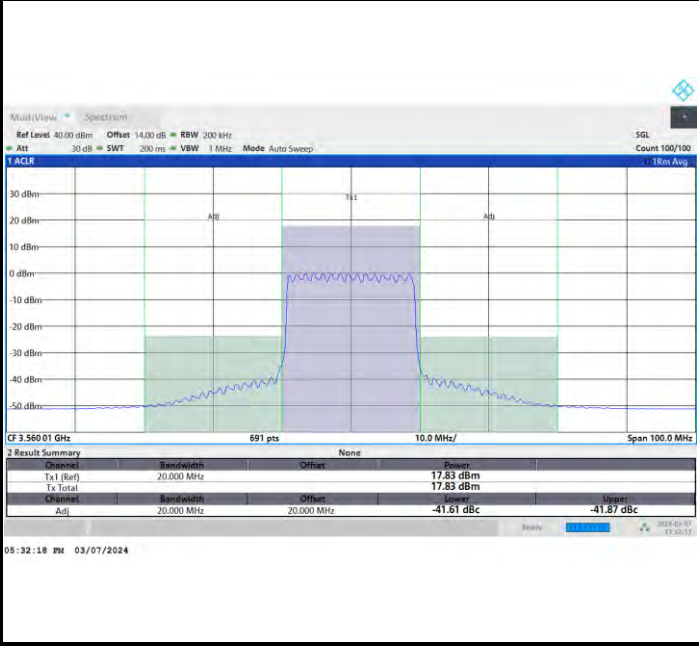 MultiView Spectrum
Ref Level 40.00 dBm Offset 14.00 dB RBW 200 kHz SGL
Att 30 dB SWT 200 ms VBW 1 MHz Mode Auto Sweep Count 100/100
1 ACLR 1Rm Avg
Tx1
30 dBm
Adj Adj
20 dBm
10 dBm
0 dBm
-10 dBm
-20 dBm
-30 dBm
-40 dBm
-50 dBm
CF 3.560 01 GHz 691 pts 10.0 MHz/ Span 100.0 MHz
2 Result Summary None
Channel Bandwidth Offset Power
Tx1 (Ref) 20.000 MHz 17.83 dBm
Tx Total 17.83 dBm
Channel Bandwidth Offset Lower Upper
Adj 20.000 MHz 20.000 MHz -41.61 dBc -41.87 dBc
Ready
05:32:18 PM 03/07/2024